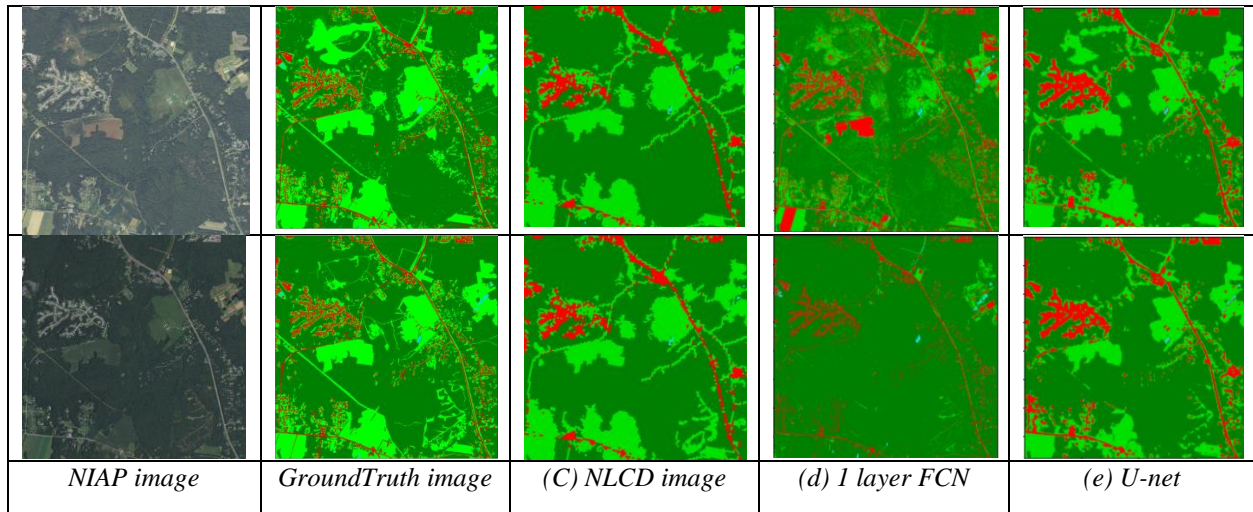 NIAP image
GroundTruth image
(C) NLCD image
(d) 1 layer FCN
(e) U-net